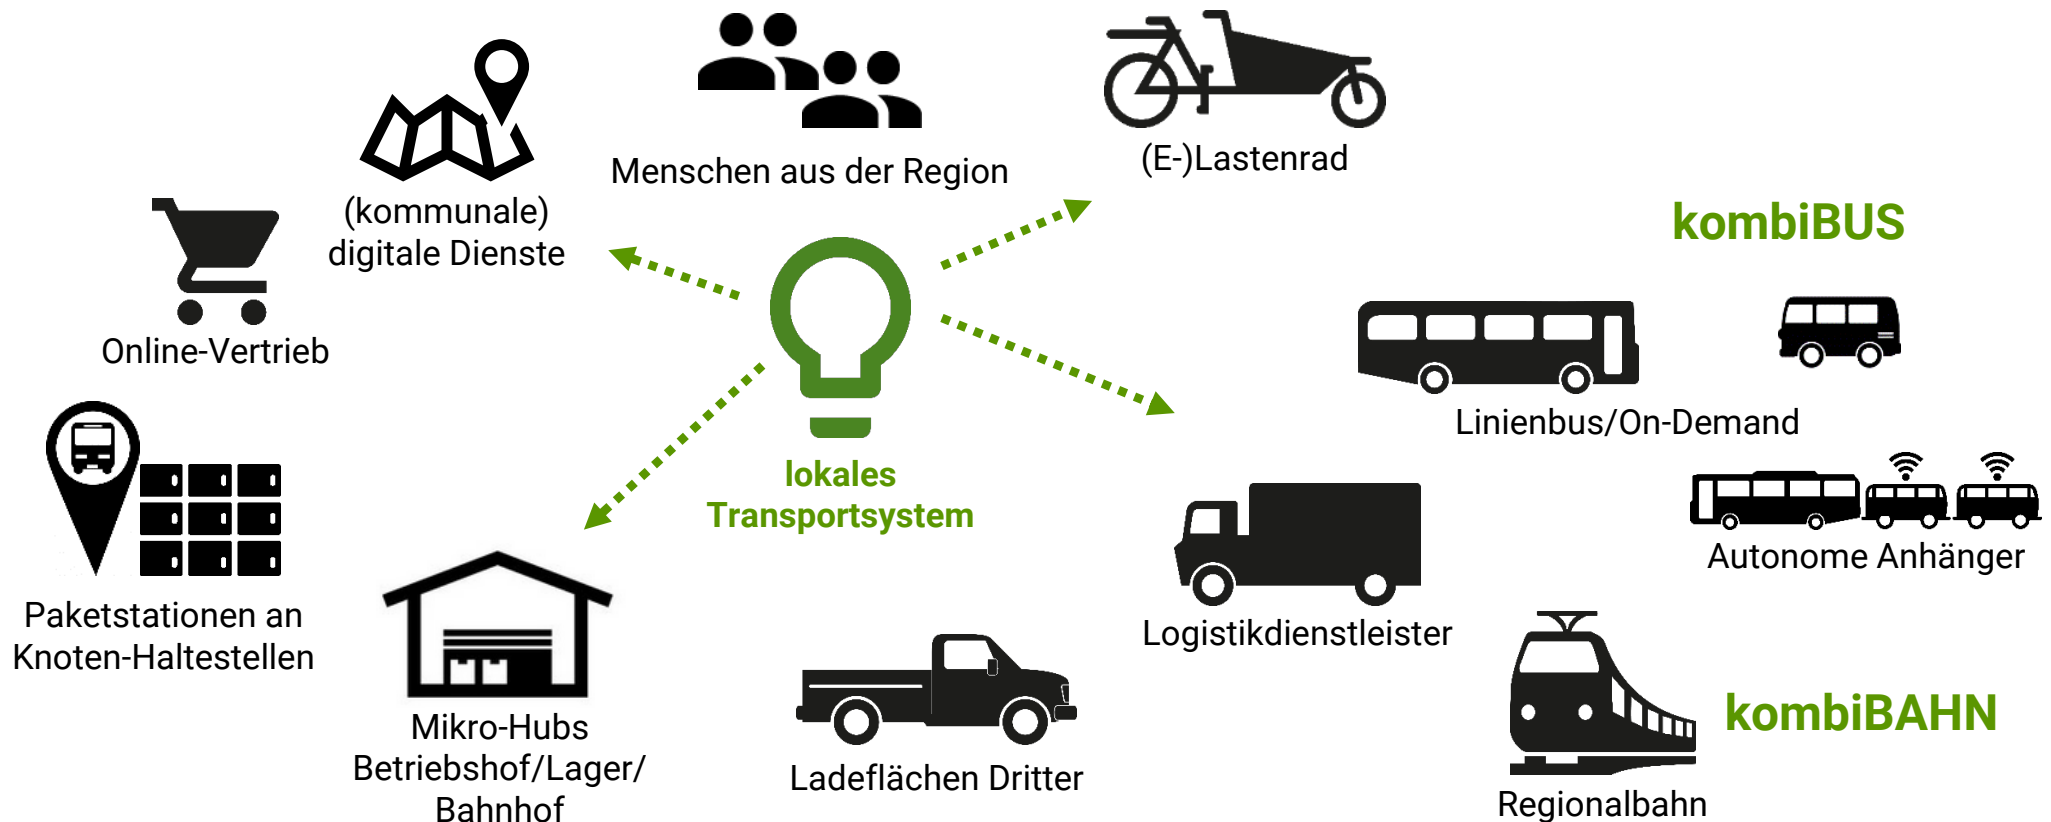 Menschen aus der Region
(E-)Lastenrad
(kommunale)
digitale Dienste
kombiBUS
Online-Vertrieb
Linienbus/On-Demand
lokales
Transportsystem
Autonome Anhänger
Paketstationen an
Knoten-Haltestellen
Logistikdienstleister
Mikro-Hubs
Betriebshof/Lager/
Bahnhof
Ladeflächen Dritter
kombiBAHN
Regionalbahn